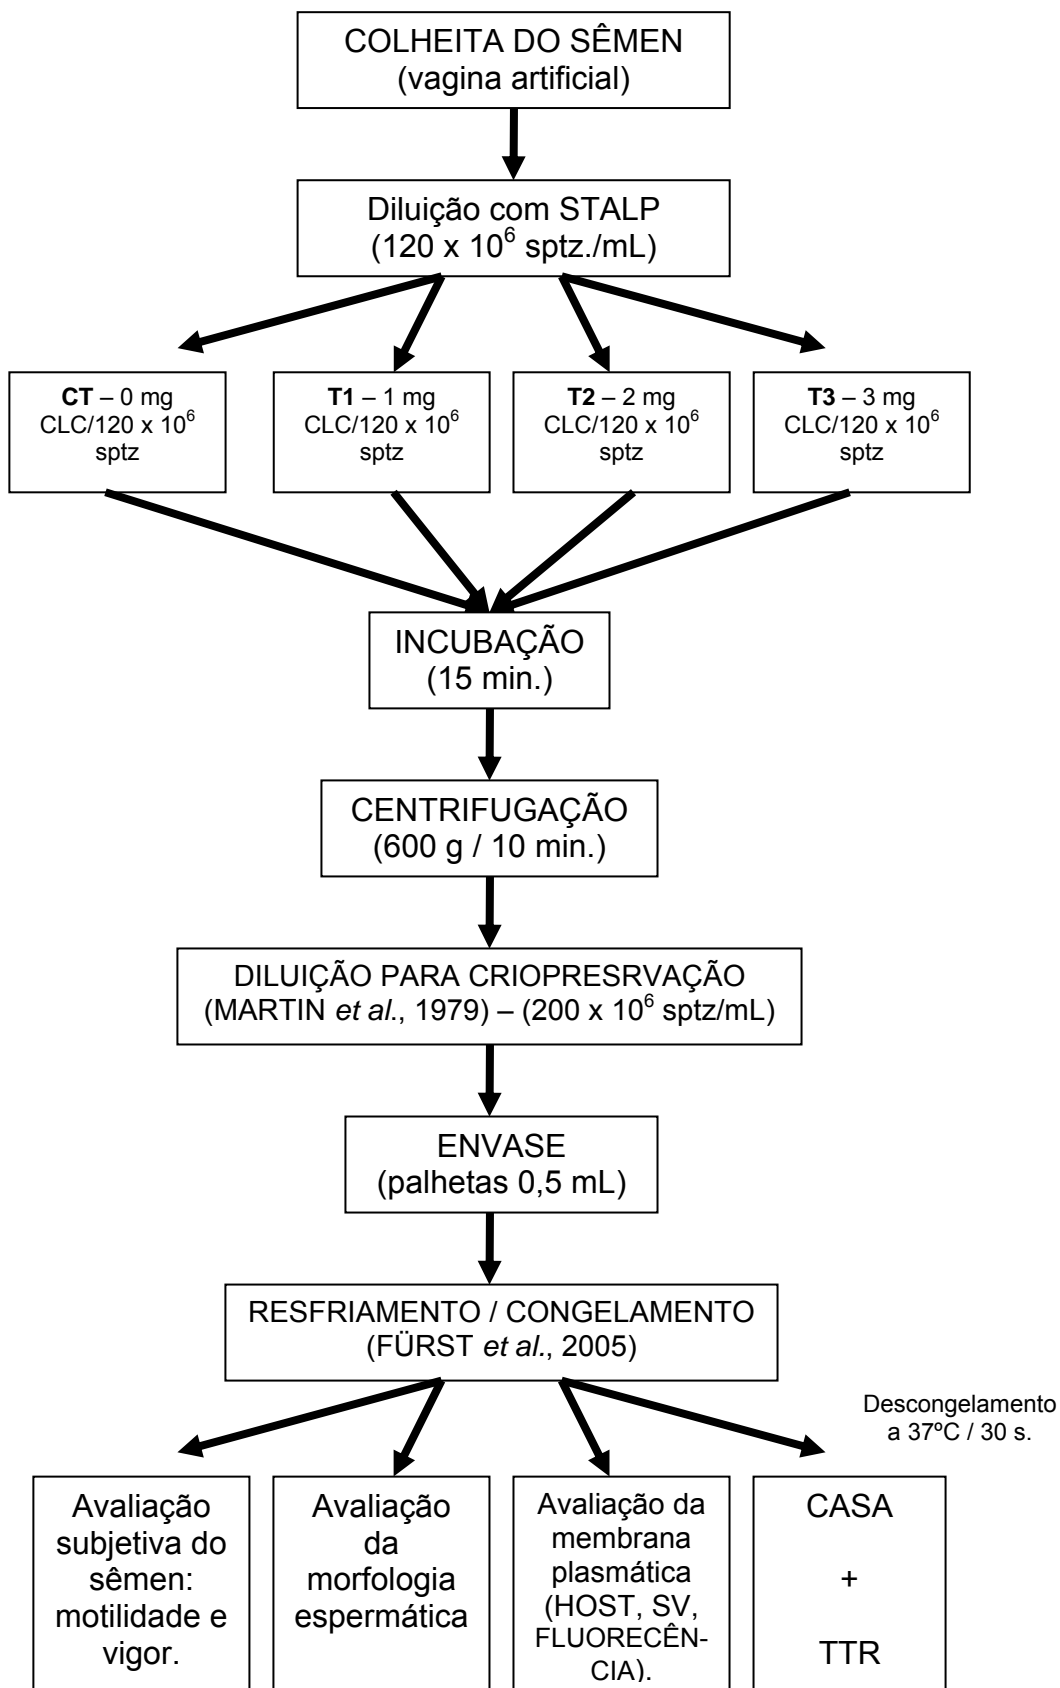 COLHEITA DO SÊMEN
(vagina artificial)
Diluição com STALP
(120 x 10⁶ sptz./mL)
CT – 0 mg
CLC/120 x 10⁶
sptz
T1 – 1 mg
CLC/120 x 10⁶
sptz
T2 – 2 mg
CLC/120 x 10⁶
sptz
T3 – 3 mg
CLC/120 x 10⁶
sptz
INCUBAÇÃO
(15 min.)
CENTRIFUGAÇÃO
(600 g / 10 min.)
DILUIÇÃO PARA CRIOPRESRVAÇÃO
(MARTIN et al., 1979) – (200 x 10⁶ sptz/mL)
ENVASE
(palhetas 0,5 mL)
RESFRIAMENTO / CONGELAMENTO
(FÜRST et al., 2005)
Descongelamento
a 37ºC / 30 s.
Avaliação
subjetiva do
sêmen:
motilidade e
vigor.
Avaliação
da
morfologia
espermática
Avaliação da
membrana
plasmática
(HOST, SV,
FLUORECÊN-
CIA).
CASA
+
TTR